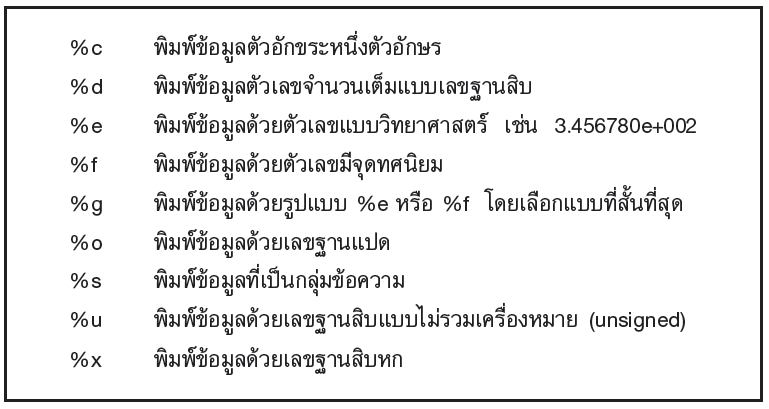 %c พิมพ์ข้อมูลตัวอักขระหนึ่งตัวอักษร
%d พิมพ์ข้อมูลตัวเลขจำนวนเต็มแบบเลขฐานสิบ
%e พิมพ์ข้อมูลด้วยตัวเลขแบบวิทยาศาสตร์ เช่น 3.456780e+002
%f พิมพ์ข้อมูลด้วยตัวเลขมีจุดทศนิยม
%g พิมพ์ข้อมูลด้วยรูปแบบ %e หรือ %f โดยเลือกแบบที่สั้นที่สุด
%o พิมพ์ข้อมูลด้วยเลขฐานแปด
%s พิมพ์ข้อมูลที่เป็นกลุ่มข้อความ
%u พิมพ์ข้อมูลด้วยเลขฐานสิบแบบไม่รวมเครื่องหมาย (unsigned)
%x พิมพ์ข้อมูลด้วยเลขฐานสิบหก